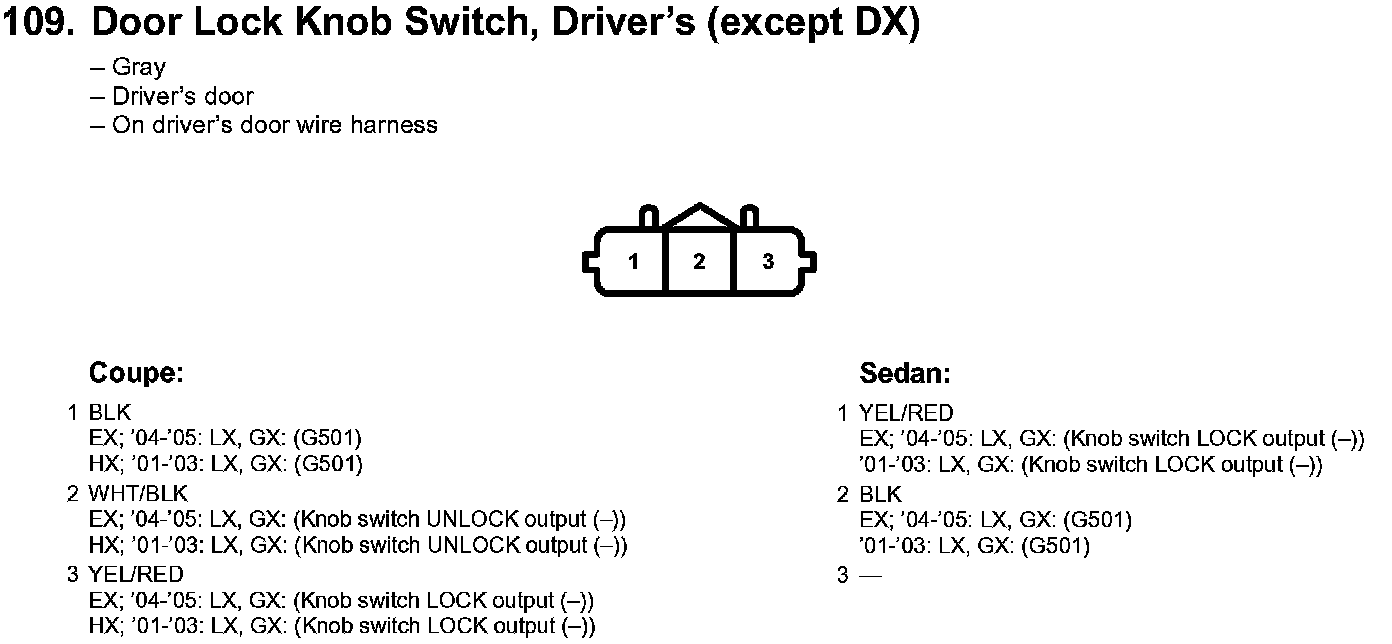 109. Door Lock Knob Switch, Driver’s (except DX)
– Gray
– Driver’s door
– On driver’s door wire harness
1 2 3
Coupe:
1 BLK
EX; ’04-’05: LX, GX: (G501)
HX; ’01-’03: LX, GX: (G501)
2 WHT/BLK
EX; ’04-’05: LX, GX: (Knob switch UNLOCK output (–))
HX; ’01-’03: LX, GX: (Knob switch UNLOCK output (–))
3 YEL/RED
EX; ’04-’05: LX, GX: (Knob switch LOCK output (–))
HX; ’01-’03: LX, GX: (Knob switch LOCK output (–))
Sedan:
1 YEL/RED
EX; ’04-’05: LX, GX: (Knob switch LOCK output (–))
’01-’03: LX, GX: (Knob switch LOCK output (–))
2 BLK
EX; ’04-’05: LX, GX: (G501)
’01-’03: LX, GX: (G501)
3 —